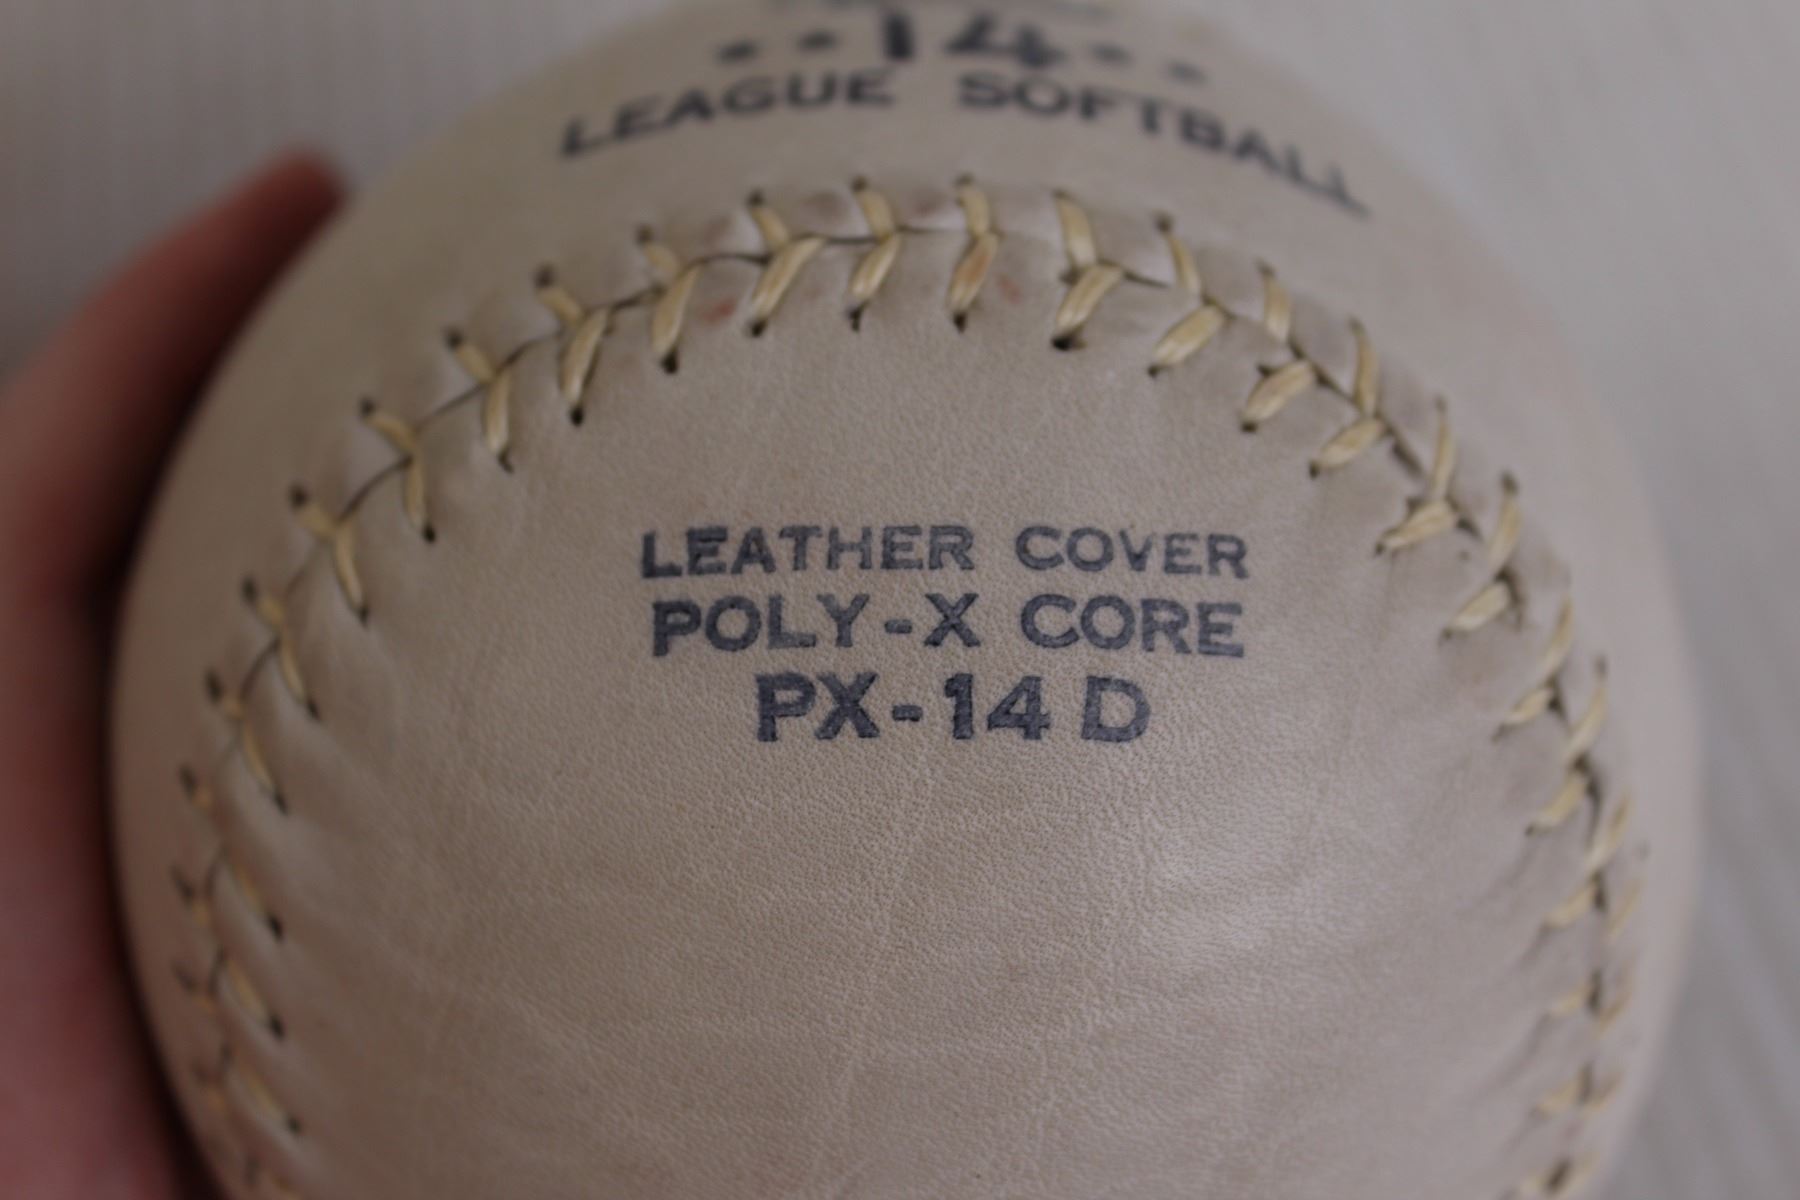 ••14••
LEAGUE SOFTBALL
LEATHER COVER
POLY-X CORE
PX-14 D